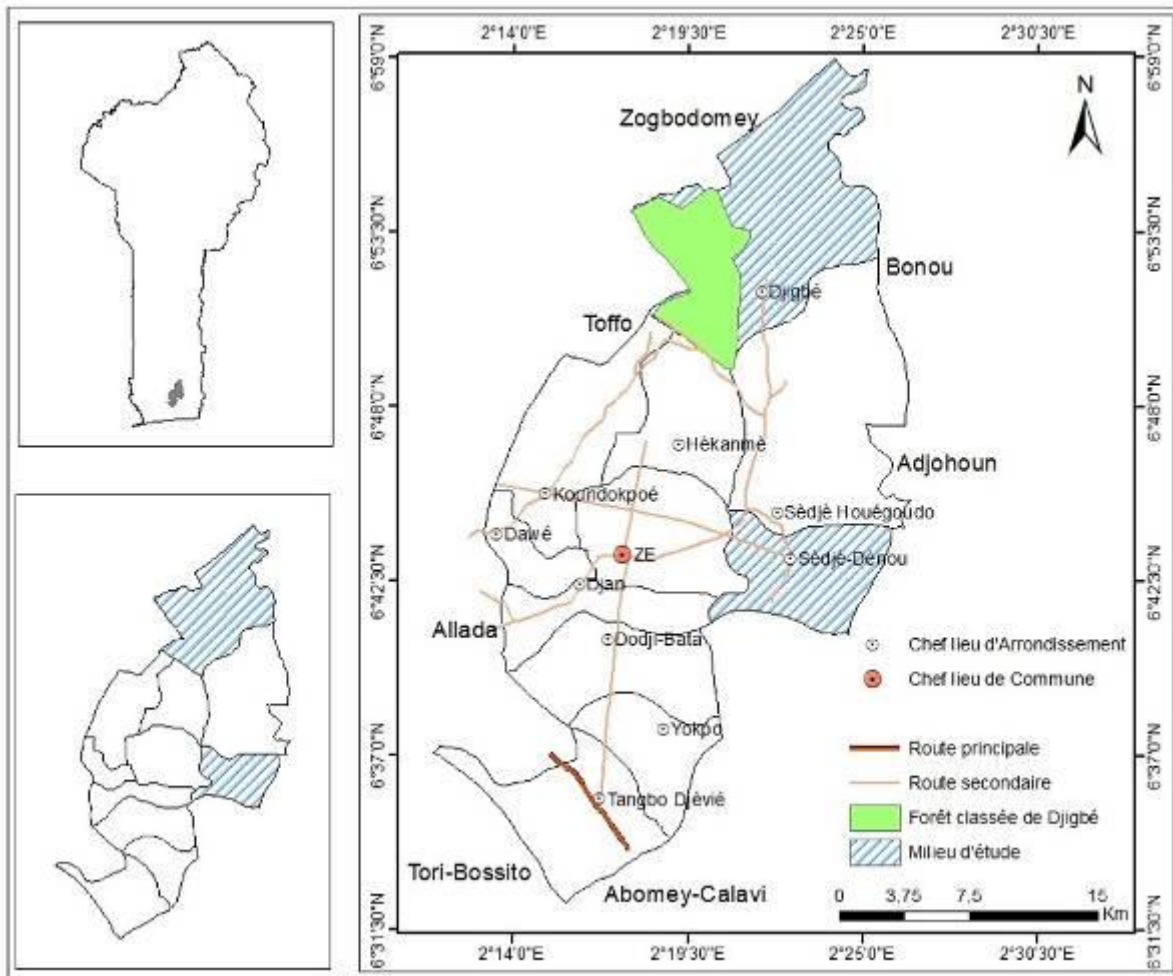 2°14'0"E
2°19'30"E
2°25'0"E
2°30'30"E
6°59'0"N
6°59'0"N
N
Zogbodomey
6°53'30"N
6°53'30"N
Bonou
Djigbé
Toffo
6°48'0"N
6°48'0"N
Hèkanmè
Adjohoun
Koundokpoé
Sèdjè Houégoudo
Dawé
ZE
Sèdjè-Dénou
6°42'30"N
6°42'30"N
Djan
Allada
Dodji-Bata
Chef lieu d'Arrondissement
Chef lieu de Commune
Yokpo
6°37'0"N
6°37'0"N
Route principale
Route secondaire
Tangbo Djèvié
Forêt classée de Djigbé
Milieu d'étude
Tori-Bossito
Abomey-Calavi
0 3,75 7,5 15
Km
6°31'30"N
6°31'30"N
2°14'0"E
2°19'30"E
2°25'0"E
2°30'30"E